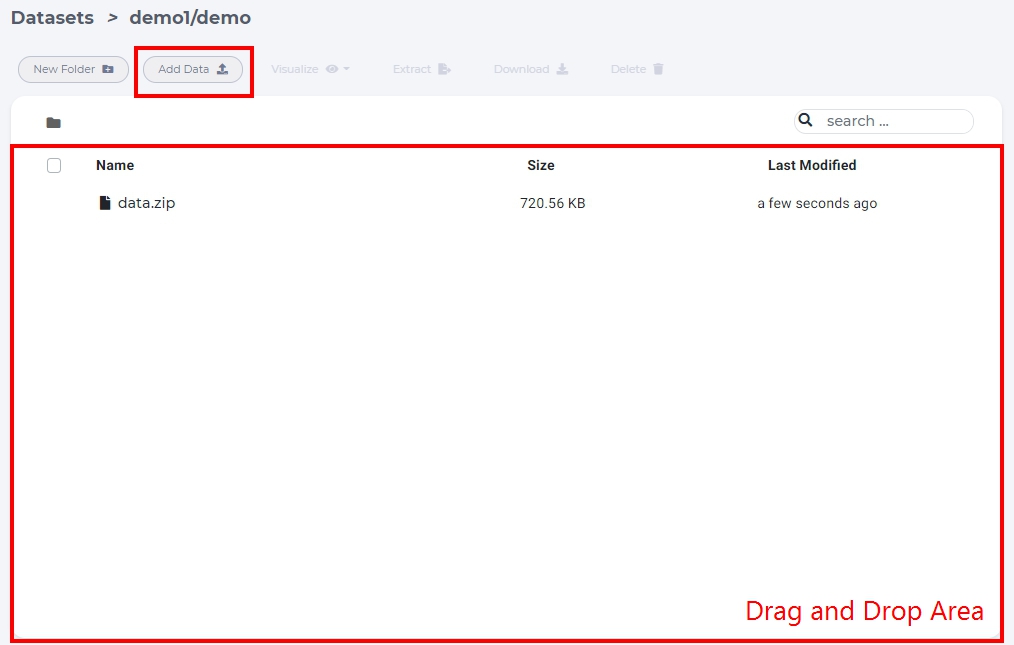 Datasets > demo1/demo
New Folder Add Data Visualize Extract Download Delete
search ...
Name Size Last Modified
data.zip 720.56 KB a few seconds ago
Drag and Drop Area